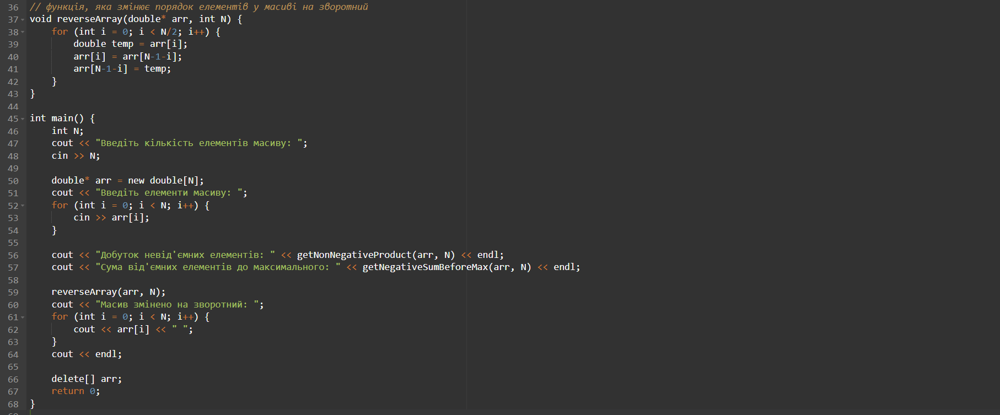 36 // функція, яка змінює порядок елементів у масиві на зворотний
37 void reverseArray(double* arr, int N) {
38     for (int i = 0; i < N/2; i++) {
39         double temp = arr[i];
40         arr[i] = arr[N-1-i];
41         arr[N-1-i] = temp;
42     }
43 }
44
45 int main() {
46     int N;
47     cout << "Введіть кількість елементів масиву: ";
48     cin >> N;
49
50     double* arr = new double[N];
51     cout << "Введіть елементи масиву: ";
52     for (int i = 0; i < N; i++) {
53         cin >> arr[i];
54     }
55
56     cout << "Добуток невід'ємних елементів: " << getNonNegativeProduct(arr, N) << endl;
57     cout << "Сума від'ємних елементів до максимального: " << getNegativeSumBeforeMax(arr, N) << endl;
58
59     reverseArray(arr, N);
60     cout << "Масив змінено на зворотний: ";
61     for (int i = 0; i < N; i++) {
62         cout << arr[i] << " ";
63     }
64     cout << endl;
65
66     delete[] arr;
67     return 0;
68 }